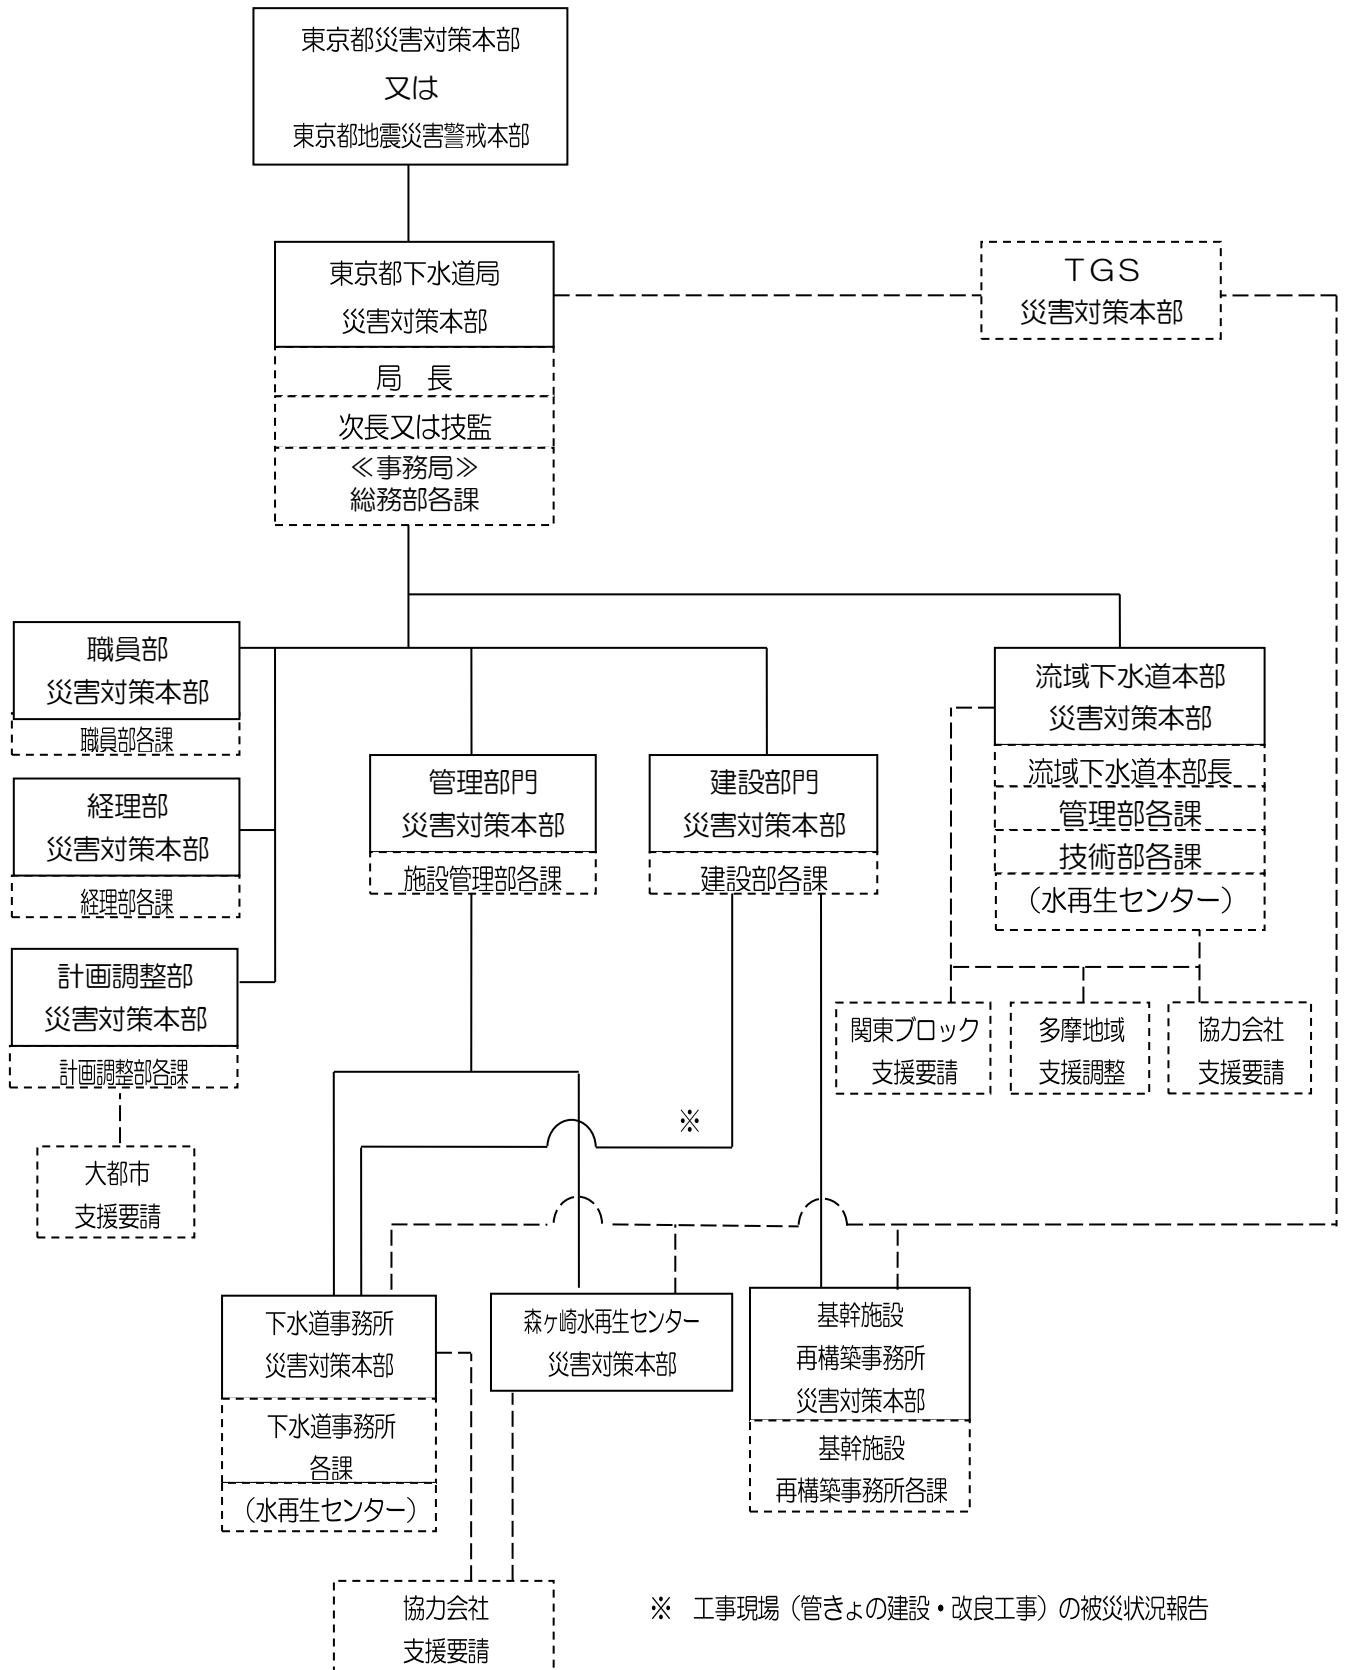 東京都災害対策本部
又は
東京都地震災害警戒本部
東京都下水道局
災害対策本部
局　長
次長又は技監
≪事務局≫
総務部各課
ＴＧＳ
災害対策本部
職員部
災害対策本部
職員部各課
経理部
災害対策本部
経理部各課
計画調整部
災害対策本部
計画調整部各課
大都市
支援要請
管理部門
災害対策本部
施設管理部各課
建設部門
災害対策本部
建設部各課
流域下水道本部
災害対策本部
流域下水道本部長
管理部各課
技術部各課
（水再生センター）
関東ブロック
支援要請
多摩地域
支援調整
協力会社
支援要請
※
下水道事務所
災害対策本部
下水道事務所
各課
（水再生センター）
森ヶ崎水再生センター
災害対策本部
基幹施設
再構築事務所
災害対策本部
基幹施設
再構築事務所各課
協力会社
支援要請
※　工事現場（管きょの建設・改良工事）の被災状況報告